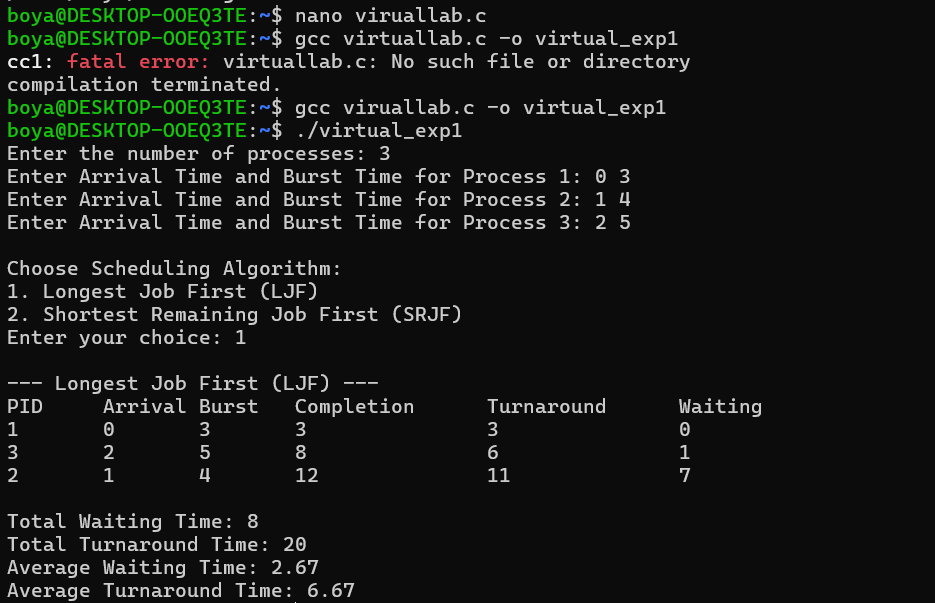 boya@DESKTOP-OOEQ3TE:~$ nano viruallab.c
boya@DESKTOP-OOEQ3TE:~$ gcc virtuallab.c -o virtual_exp1
cc1: fatal error: virtuallab.c: No such file or directory
compilation terminated.
boya@DESKTOP-OOEQ3TE:~$ gcc viruallab.c -o virtual_exp1
boya@DESKTOP-OOEQ3TE:~$ ./virtual_exp1
Enter the number of processes: 3
Enter Arrival Time and Burst Time for Process 1: 0 3
Enter Arrival Time and Burst Time for Process 2: 1 4
Enter Arrival Time and Burst Time for Process 3: 2 5
Choose Scheduling Algorithm:
1. Longest Job First (LJF)
2. Shortest Remaining Job First (SRJF)
Enter your choice: 1
--- Longest Job First (LJF) ---
PID Arrival Burst Completion Turnaround Waiting
1 0 3 3 3 0
3 2 5 8 6 1
2 1 4 12 11 7
Total Waiting Time: 8
Total Turnaround Time: 20
Average Waiting Time: 2.67
Average Turnaround Time: 6.67